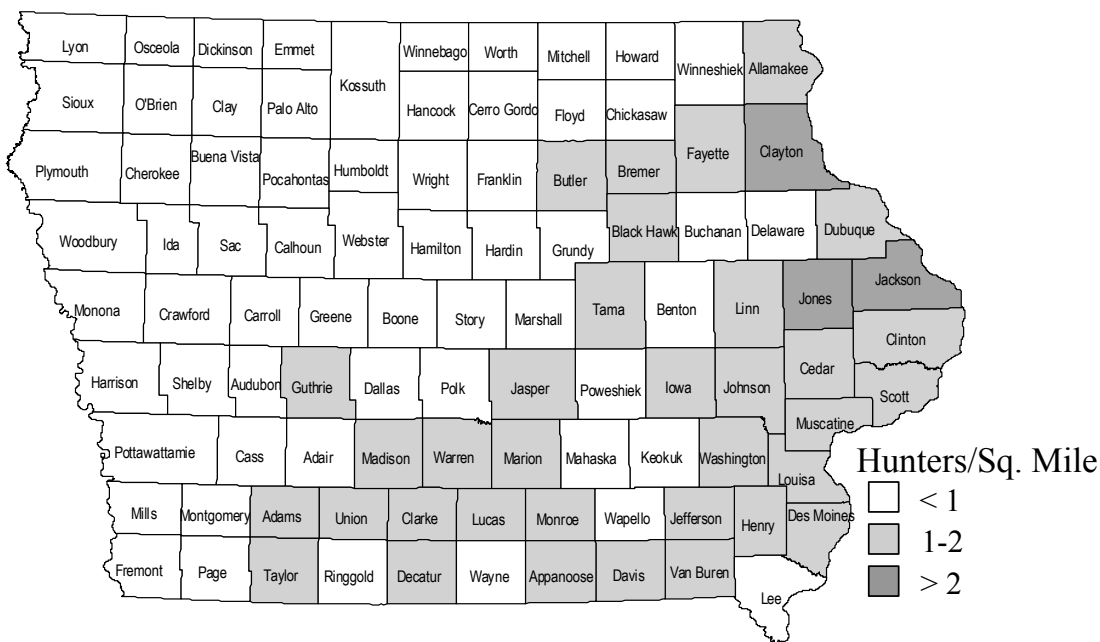 Lyon Osceola Dickinson Emmet Kossuth Winnebago Worth Mitchell Howard Winneshiek Allamakee
Sioux O'Brien Clay Palo Alto Hancock Cerro Gordo Floyd Chickasaw
Plymouth Cherokee Buena Vista Pocahontas Humboldt Wright Franklin Butler Bremer Fayette Clayton
Woodbury Ida Sac Calhoun Webster Hamilton Hardin Grundy Black Hawk Buchanan Delaware Dubuque
Monona Crawford Carroll Greene Boone Story Marshall Tama Benton Linn Jones Jackson
Clinton
Harrison Shelby Audubon Guthrie Dallas Polk Jasper Poweshiek Iowa Johnson Cedar Scott
Muscatine
Pottawattamie Cass Adair Madison Warren Marion Mahaska Keokuk Washington Louisa
Mills Montgomery Adams Union Clarke Lucas Monroe Wapello Jefferson Henry Des Moines
Fremont Page Taylor Ringgold Decatur Wayne Appanoose Davis Van Buren Lee
Hunters/Sq. Mile
< 1
1-2
> 2